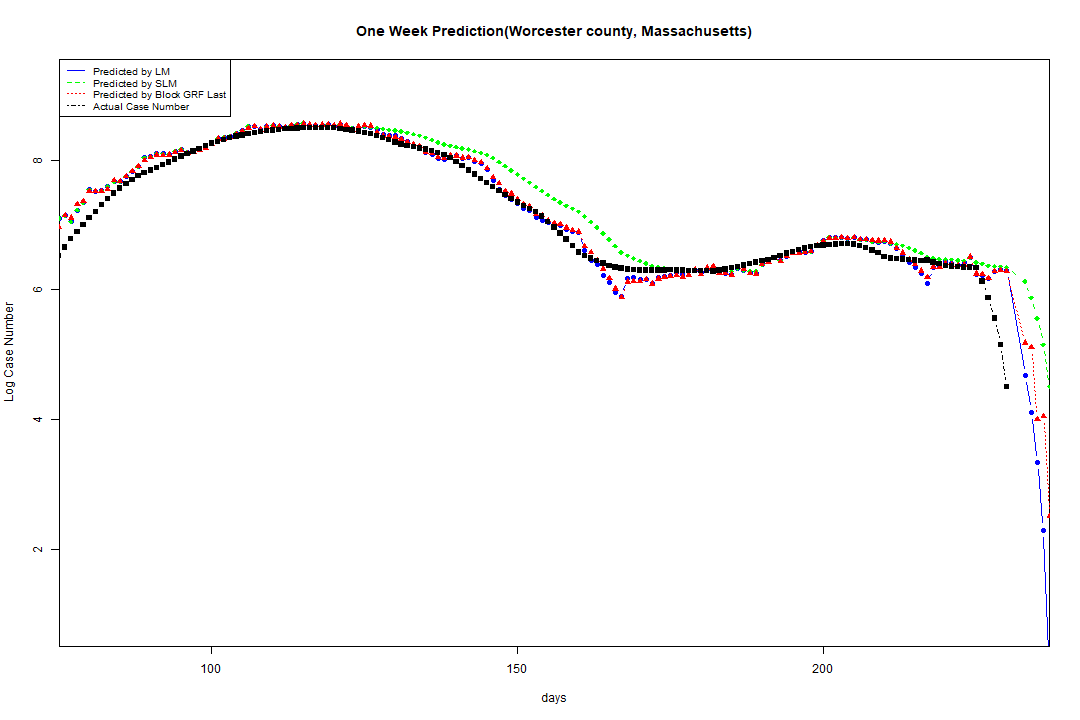 One Week Prediction(Worcester county, Massachusetts)
Predicted by LM
Predicted by SLM
Predicted by Block GRF Last
Actual Case Number
8
6
4
2
Log Case Number
100
150
200
days